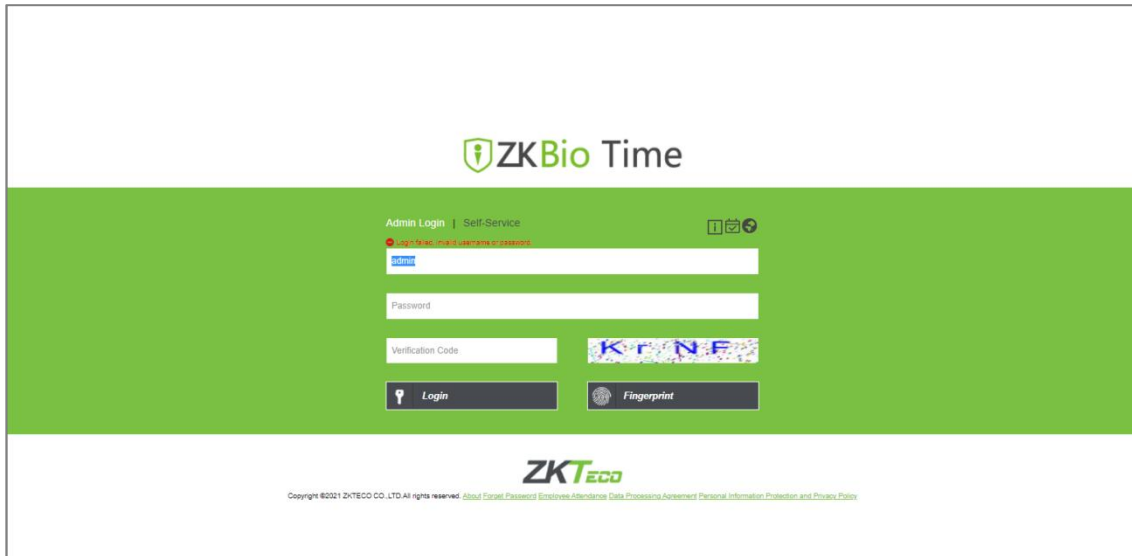 ZKBio Time
Admin Login | Self-Service
Login failed, invalid username or password.
admin
Password
Verification Code
KrNF
Login
Fingerprint
ZKTeco
Copyright ©2021 ZKTECO CO.,LTD.All rights reserved. About Forget Password Employee Attendance Data Processing Agreement Personal Information Protection and Privacy Policy